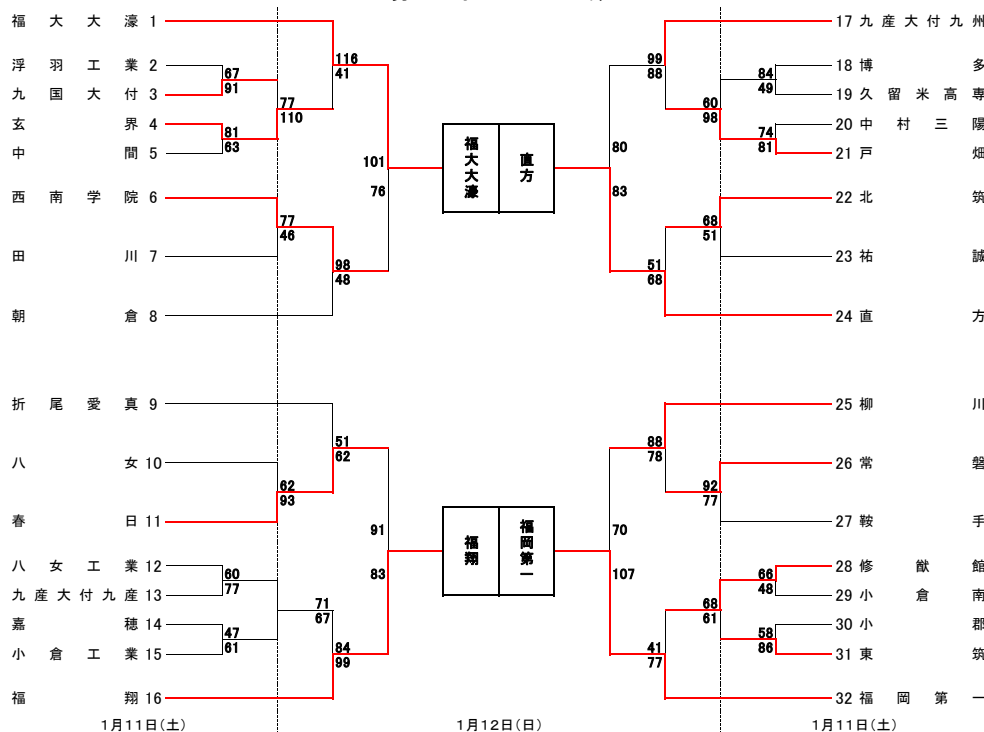 福大大濠 1
浮羽工業 2
67
91
九国大付 3
77
110
玄界 4
81
63
中間 5
116
41
西南学院 6
77
46
田川 7
98
48
朝倉 8
101
76
福大大濠
直方
17 九産大付九州
18 博多
84
49
19 久留米高専
60
98
20 中村三陽
74
81
21 戸畑
99
88
22 北筑
68
51
23 祐誠
51
68
24 直方
80
83
折尾愛真 9
51
62
八女 10
62
93
春日 11
八女工業 12
60
77
九産大付九産 13
71
67
嘉穂 14
47
61
小倉工業 15
84
99
福翔 16
91
83
福翔
福岡第一
25 柳川
88
78
26 常磐
92
77
27 鞍手
28 修猷館
66
48
29 小倉南
68
61
30 小郡
58
86
31 東筑
41
77
32 福岡第一
70
107
1月11日(土)
1月12日(日)
1月11日(土)